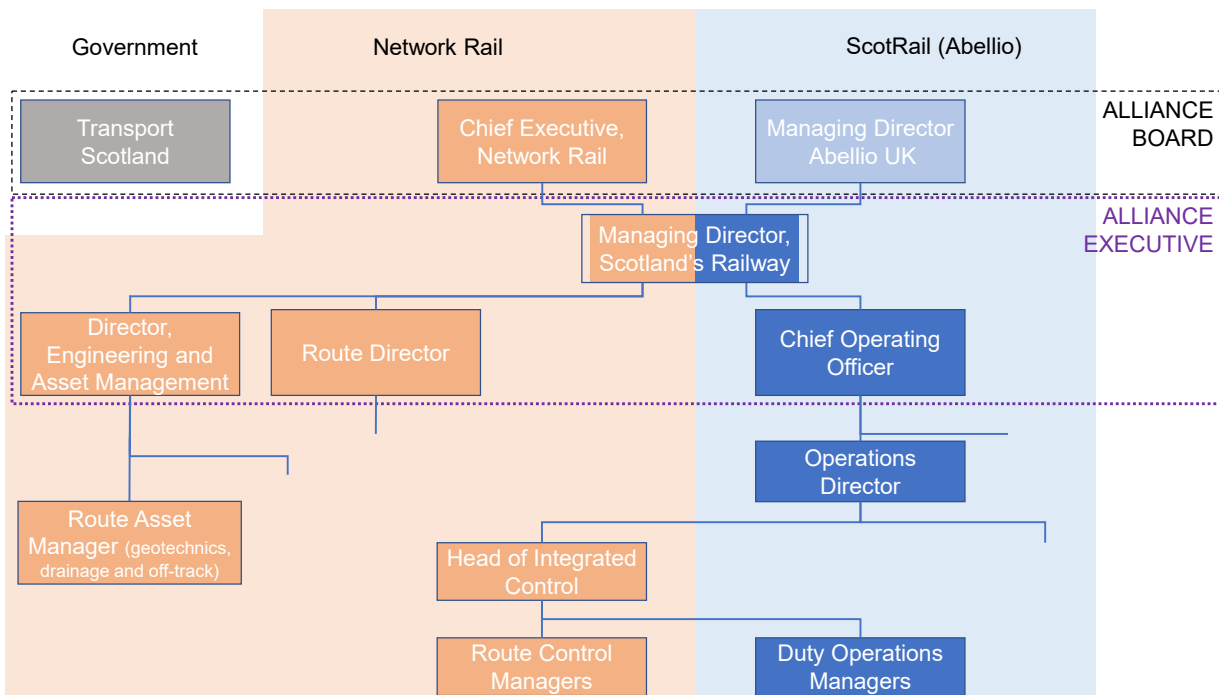 Government
Network Rail
ScotRail (Abellio)
Transport
Scotland
Chief Executive,
Network Rail
Managing Director
Abellio UK
ALLIANCE
BOARD
ALLIANCE
EXECUTIVE
Managing Director,
Scotland's Railway
Director,
Engineering and
Asset Management
Route Director
Chief Operating
Officer
Operations
Director
Route Asset
Manager (geotechnics,
drainage and off-track)
Head of Integrated
Control
Route Control
Managers
Duty Operations
Managers